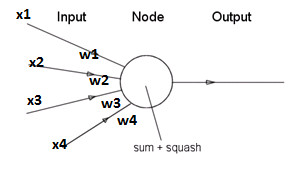 x1 Input Node Output
w1
x2
w2
x3 w3
w4
x4
sum + squash